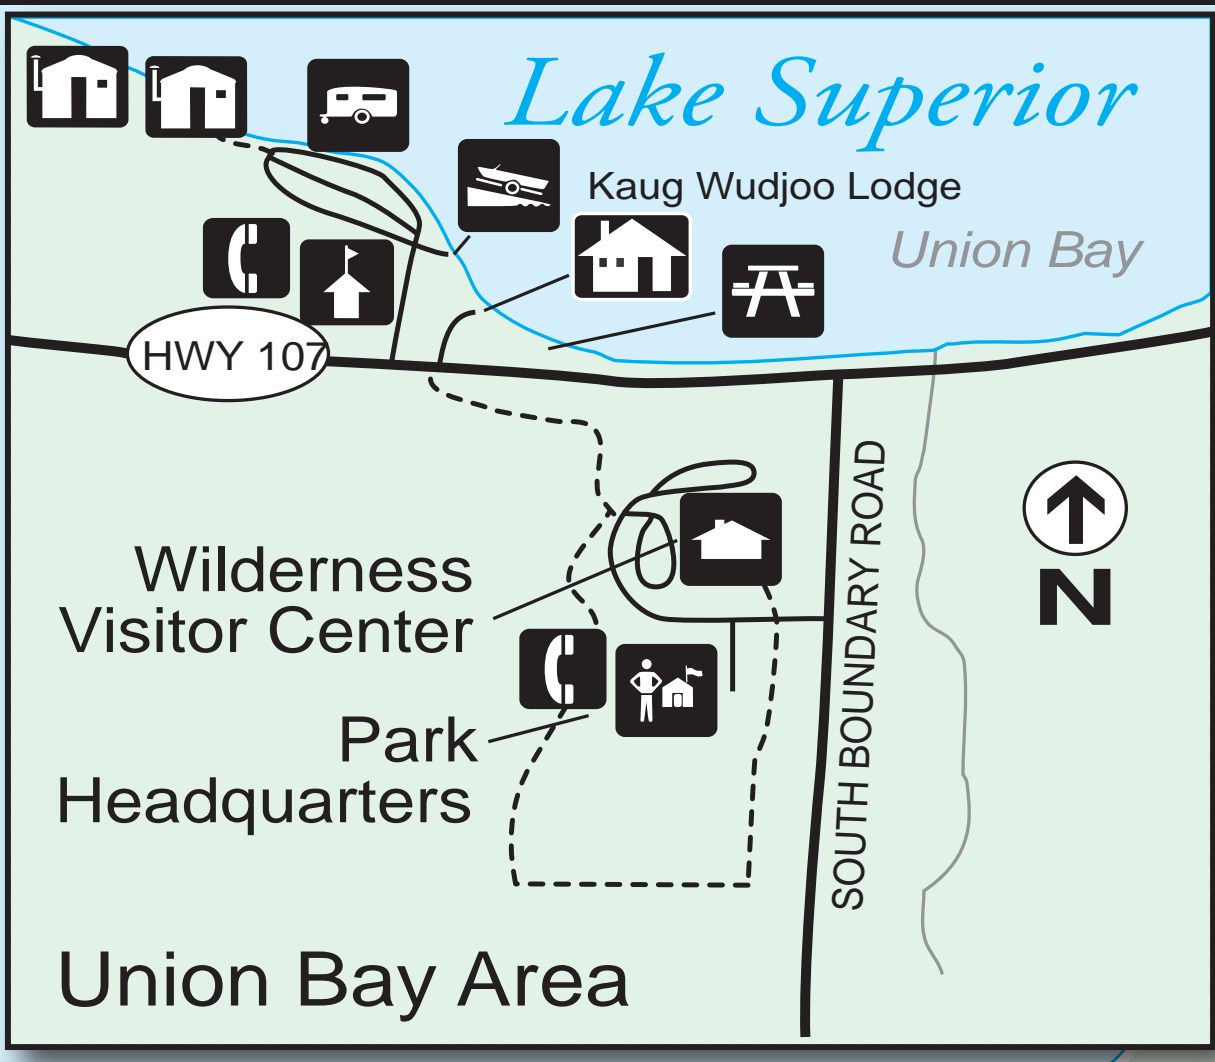 Lake Superior
Kaug Wudjoo Lodge
Union Bay
HWY 107
SOUTH BOUNDARY ROAD
Wilderness
Visitor Center
N
Park
Headquarters
Union Bay Area